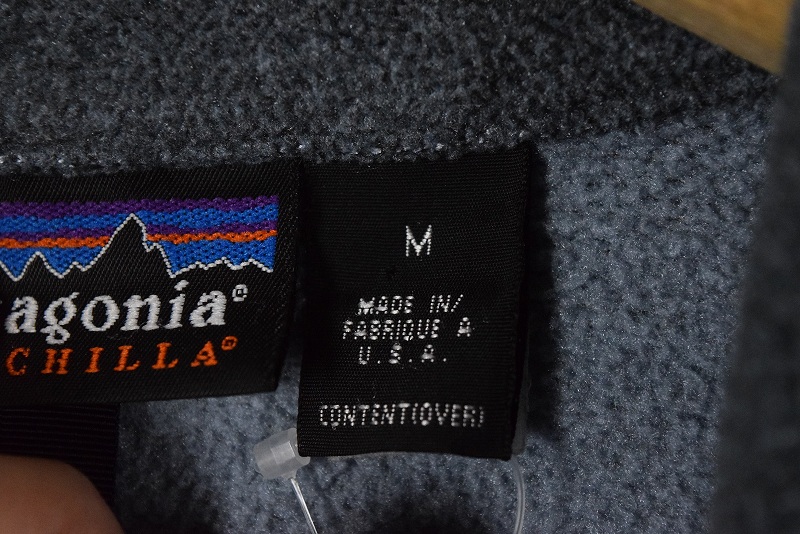 agonia®
CHILLA®
M
MADE IN/
FABRIQUE A
U.S.A.
CONTENT(OVER)